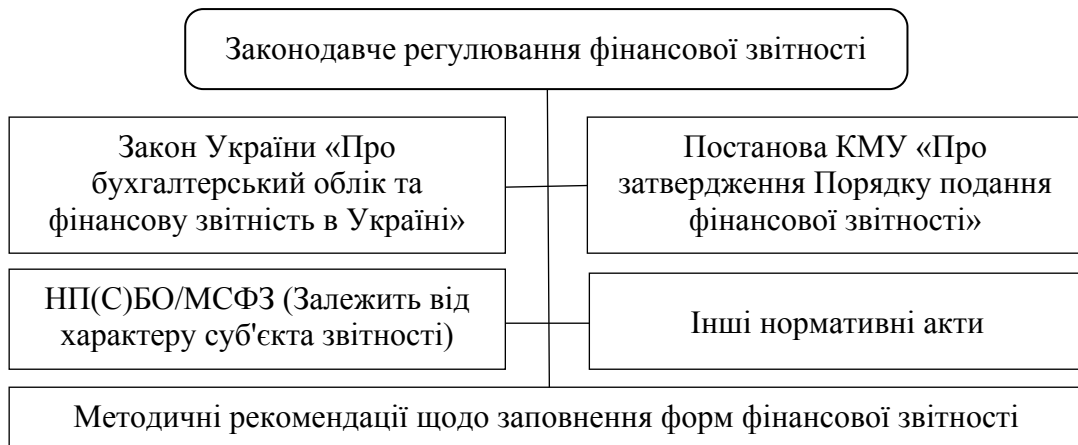 Законодавче регулювання фінансової звітності
Закон України «Про
бухгалтерський облік та
фінансову звітність в Україні»
Постанова КМУ «Про
затвердження Порядку подання
фінансової звітності»
НП(С)БО/МСФЗ (Залежить від
характеру суб'єкта звітності)
Інші нормативні акти
Методичні рекомендації щодо заповнення форм фінансової звітності